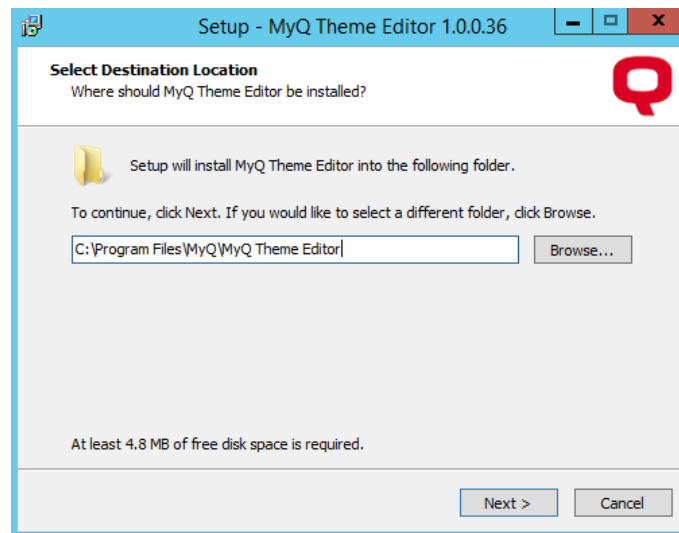 Setup - MyQ Theme Editor 1.0.0.36
Select Destination Location
Where should MyQ Theme Editor be installed?
Q
Setup will install MyQ Theme Editor into the following folder.
To continue, click Next. If you would like to select a different folder, click Browse.
C:\Program Files\MyQ\MyQ Theme Editor
Browse...
At least 4.8 MB of free disk space is required.
Next >
Cancel